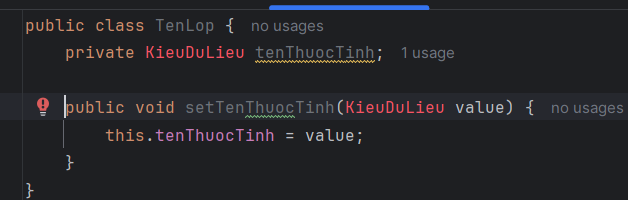 public class TenLop {  no usages
    private KieuDuLieu tenThuocTinh;  1 usage
    public void setTenThuocTinh(KieuDuLieu value) {  no usages
        this.tenThuocTinh = value;
    }
}